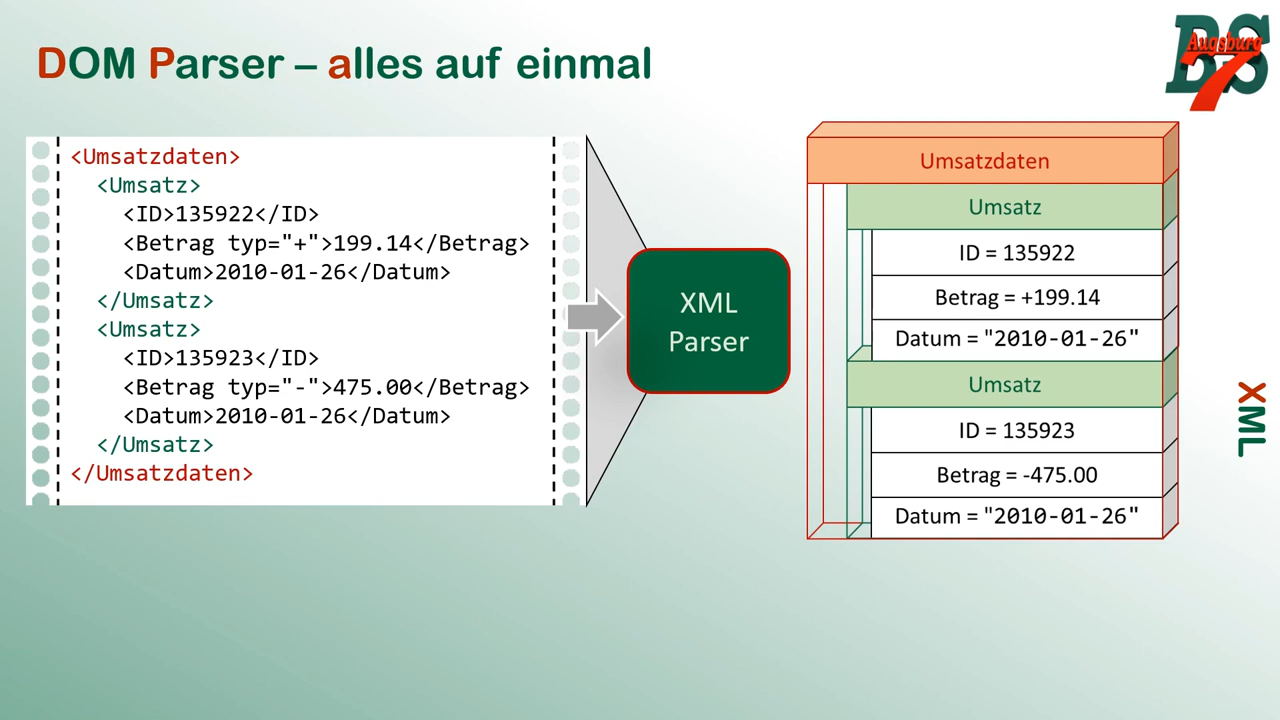 DOM Parser – alles auf einmal
BS
Augsburg
7
<Umsatzdaten>
<Umsatz>
<ID>135922</ID>
<Betrag typ="+">199.14</Betrag>
<Datum>2010-01-26</Datum>
</Umsatz>
<Umsatz>
<ID>135923</ID>
<Betrag typ="-">475.00</Betrag>
<Datum>2010-01-26</Datum>
</Umsatz>
</Umsatzdaten>
XML
Parser
Umsatzdaten
Umsatz
ID = 135922
Betrag = +199.14
Datum = "2010-01-26"
Umsatz
ID = 135923
Betrag = -475.00
Datum = "2010-01-26"
XML